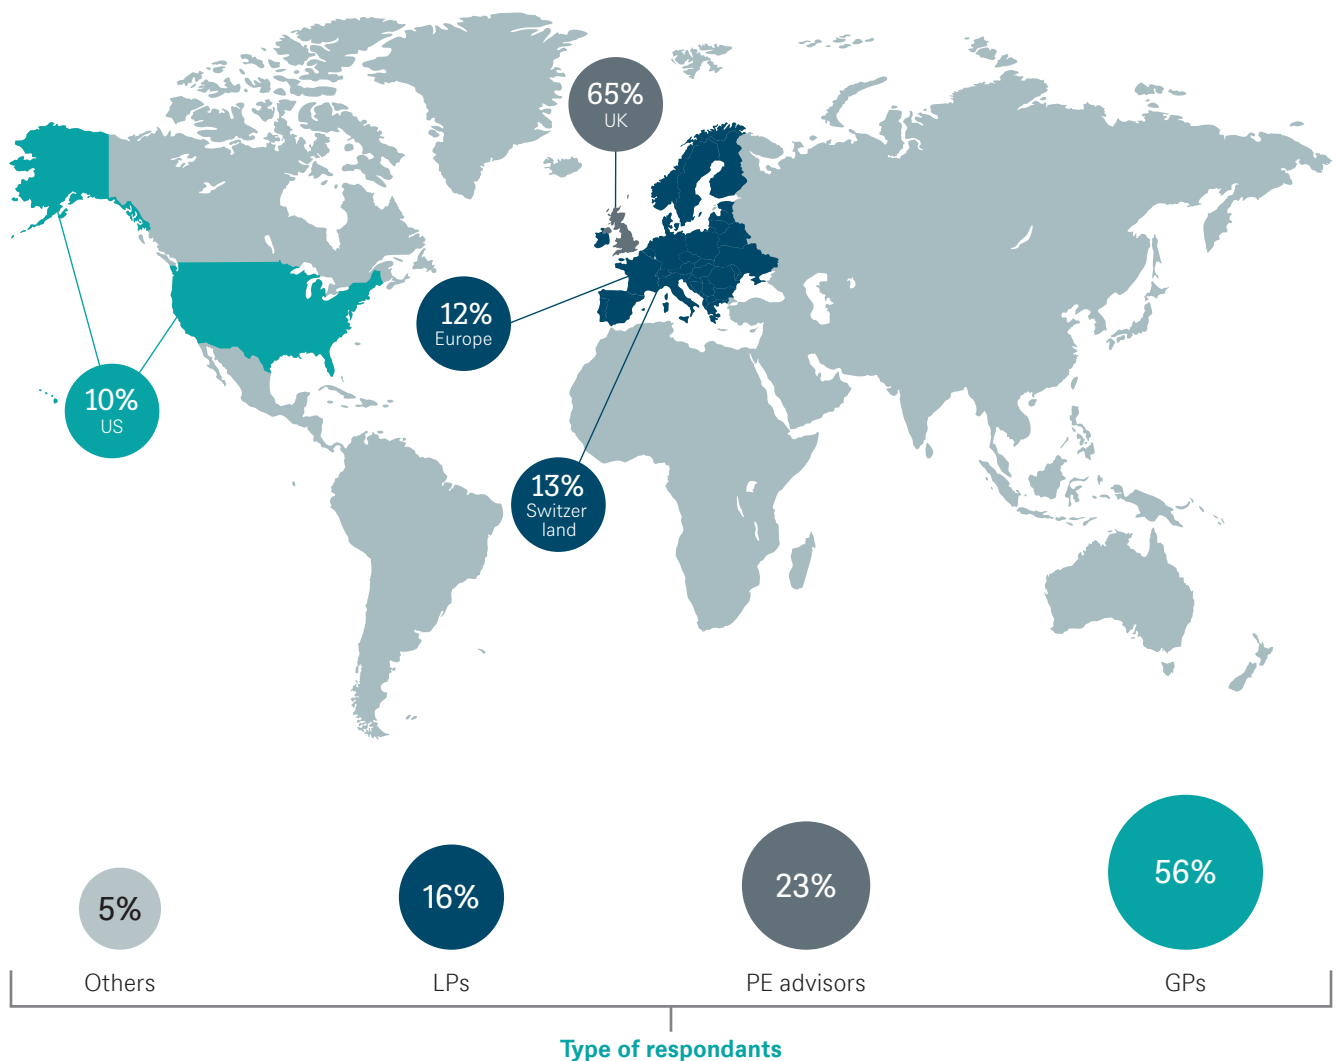 65%
UK
12%
Europe
10%
US
13%
Switzer
land
5%
16%
23%
56%
Others
LPs
PE advisors
GPs
Type of respondants